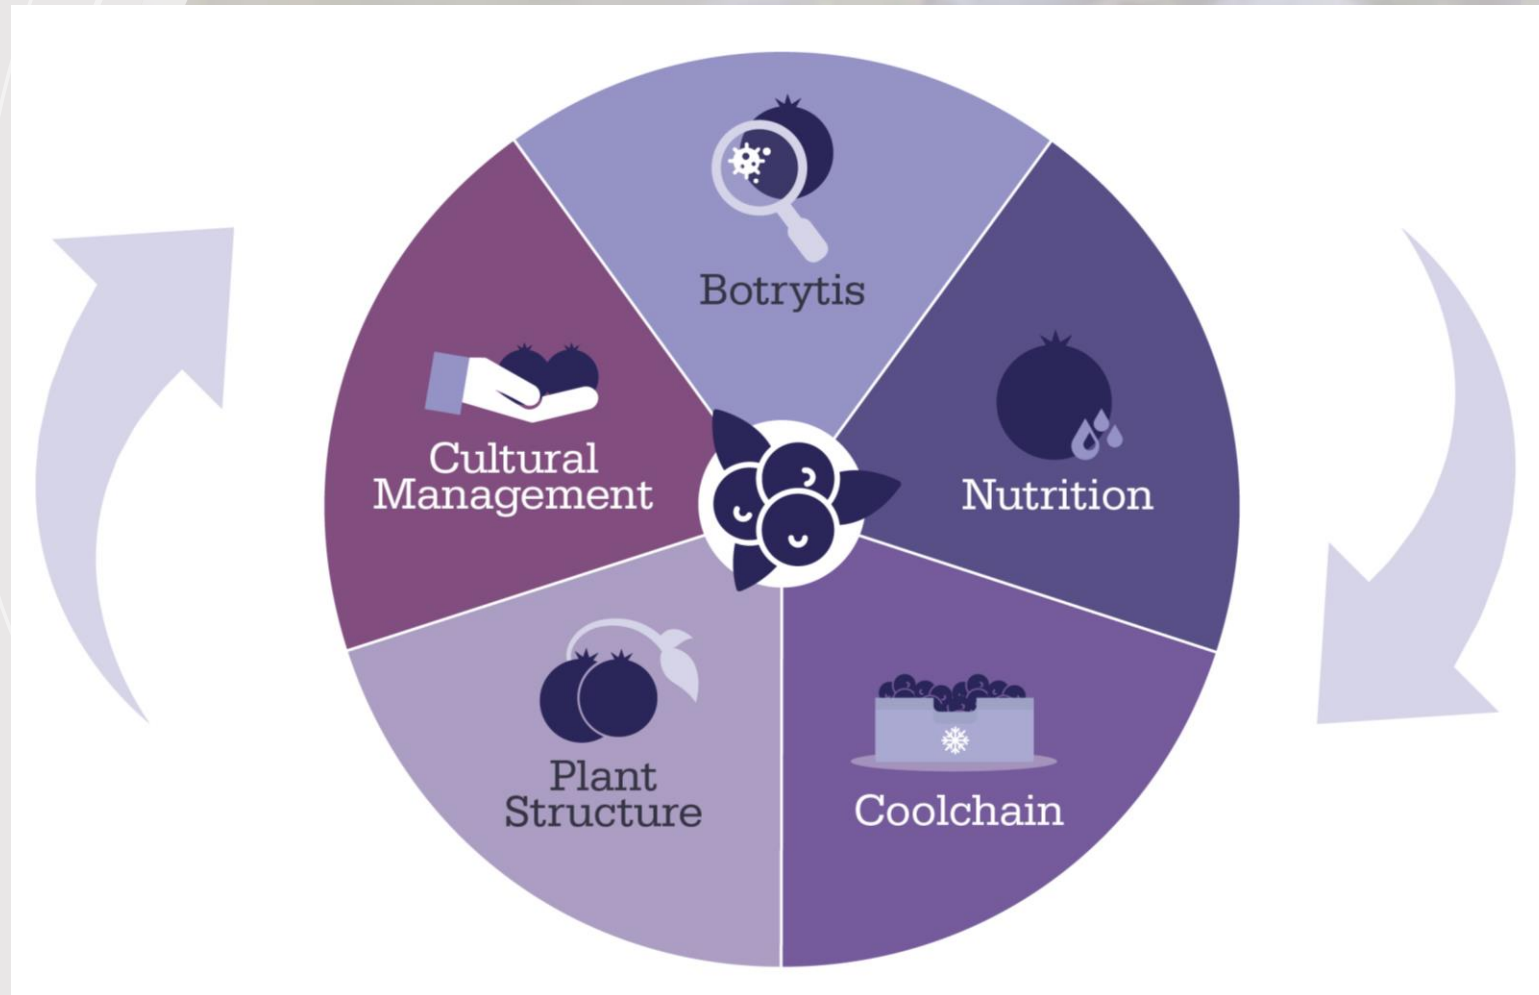 Botrytis
Nutrition
Coolchain
Plant
Structure
Cultural
Management